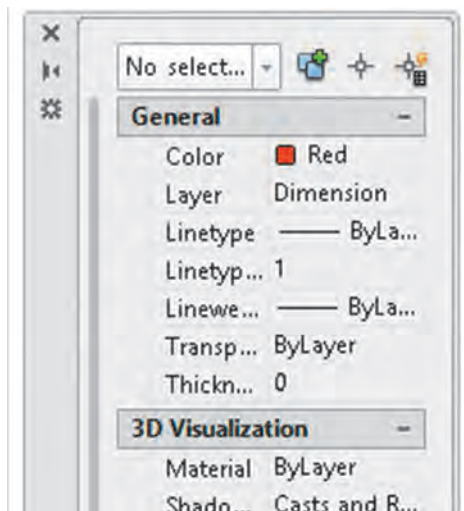 No select...
General
Color Red
Layer Dimension
Linetype ByLa...
Linetyp... 1
Linewe... ByLa...
Transp... ByLayer
Thickn... 0
3D Visualization
Material ByLayer
Shado... Casts and R...